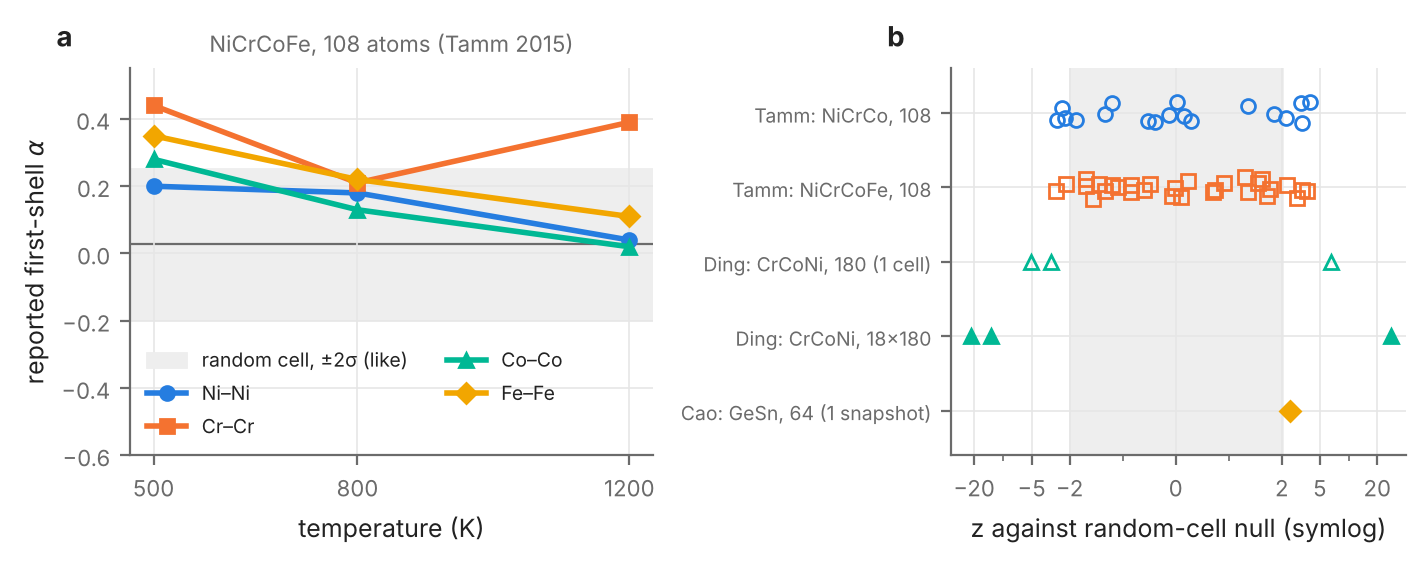 a
NiCrCoFe, 108 atoms (Tamm 2015)
reported first-shell α
0.4
0.2
0.0
−0.2
−0.4
−0.6
random cell, ±2σ (like)
Ni–Ni
Cr–Cr
Co–Co
Fe–Fe
500
800
1200
temperature (K)
b
Tamm: NiCrCo, 108
Tamm: NiCrCoFe, 108
Ding: CrCoNi, 180 (1 cell)
Ding: CrCoNi, 18×180
Cao: GeSn, 64 (1 snapshot)
−20
−5
−2
0
2
5
20
z against random-cell null (symlog)